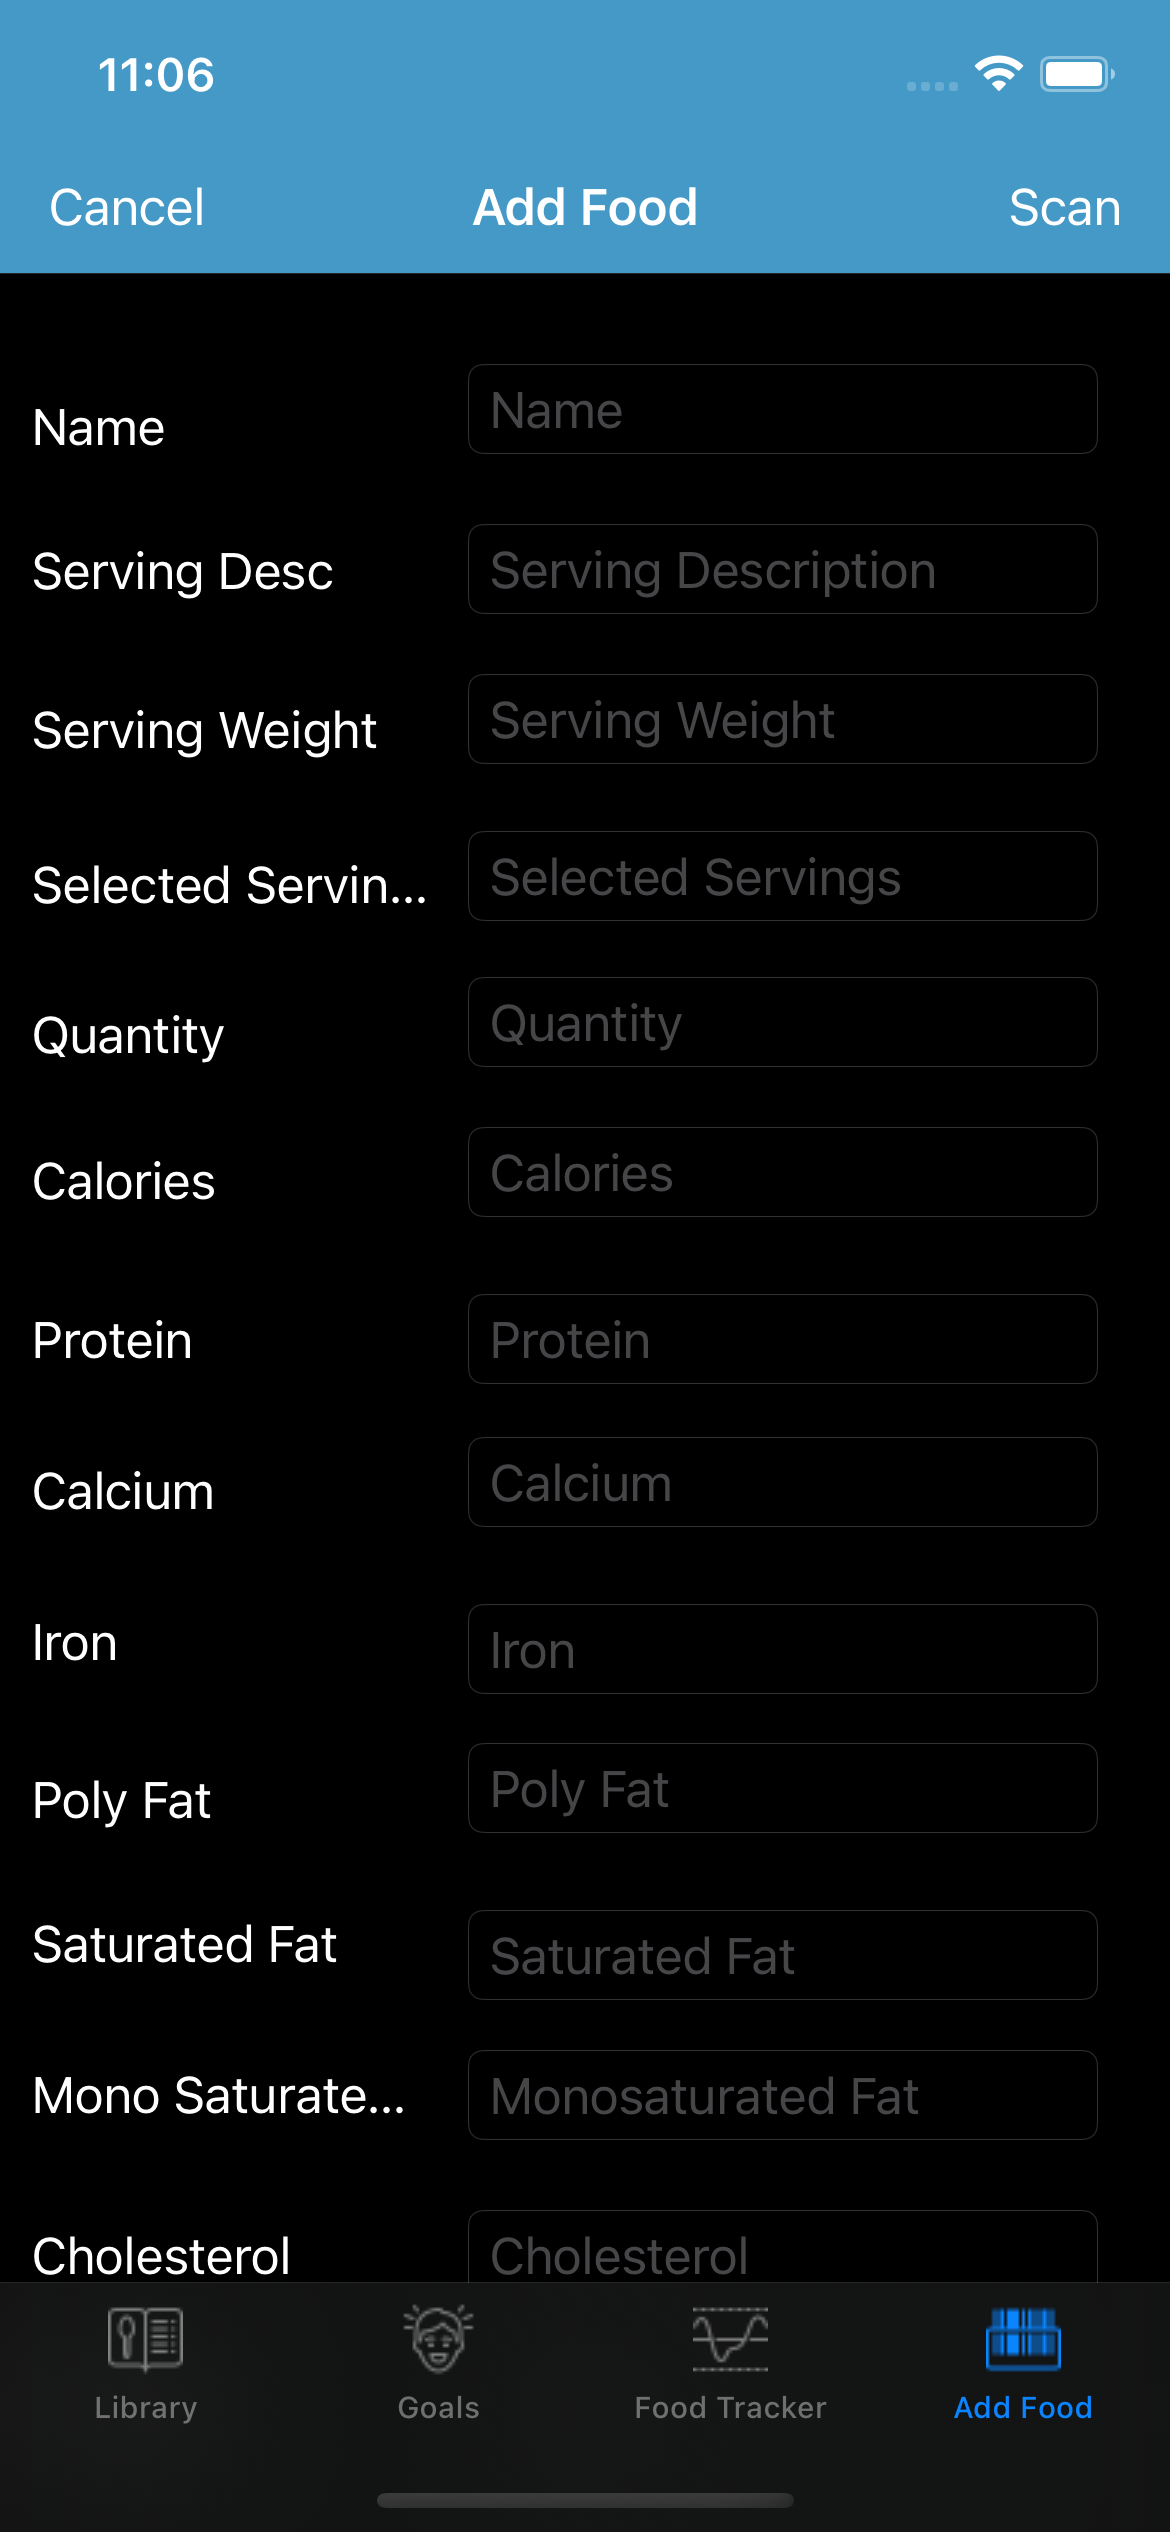 11:06
Cancel Add Food Scan
Name Name
Serving Desc Serving Description
Serving Weight Serving Weight
Selected Servin... Selected Servings
Quantity Quantity
Calories Calories
Protein Protein
Calcium Calcium
Iron Iron
Poly Fat Poly Fat
Saturated Fat Saturated Fat
Mono Saturate... Monosaturated Fat
Cholesterol Cholesterol
Library Goals Food Tracker Add Food